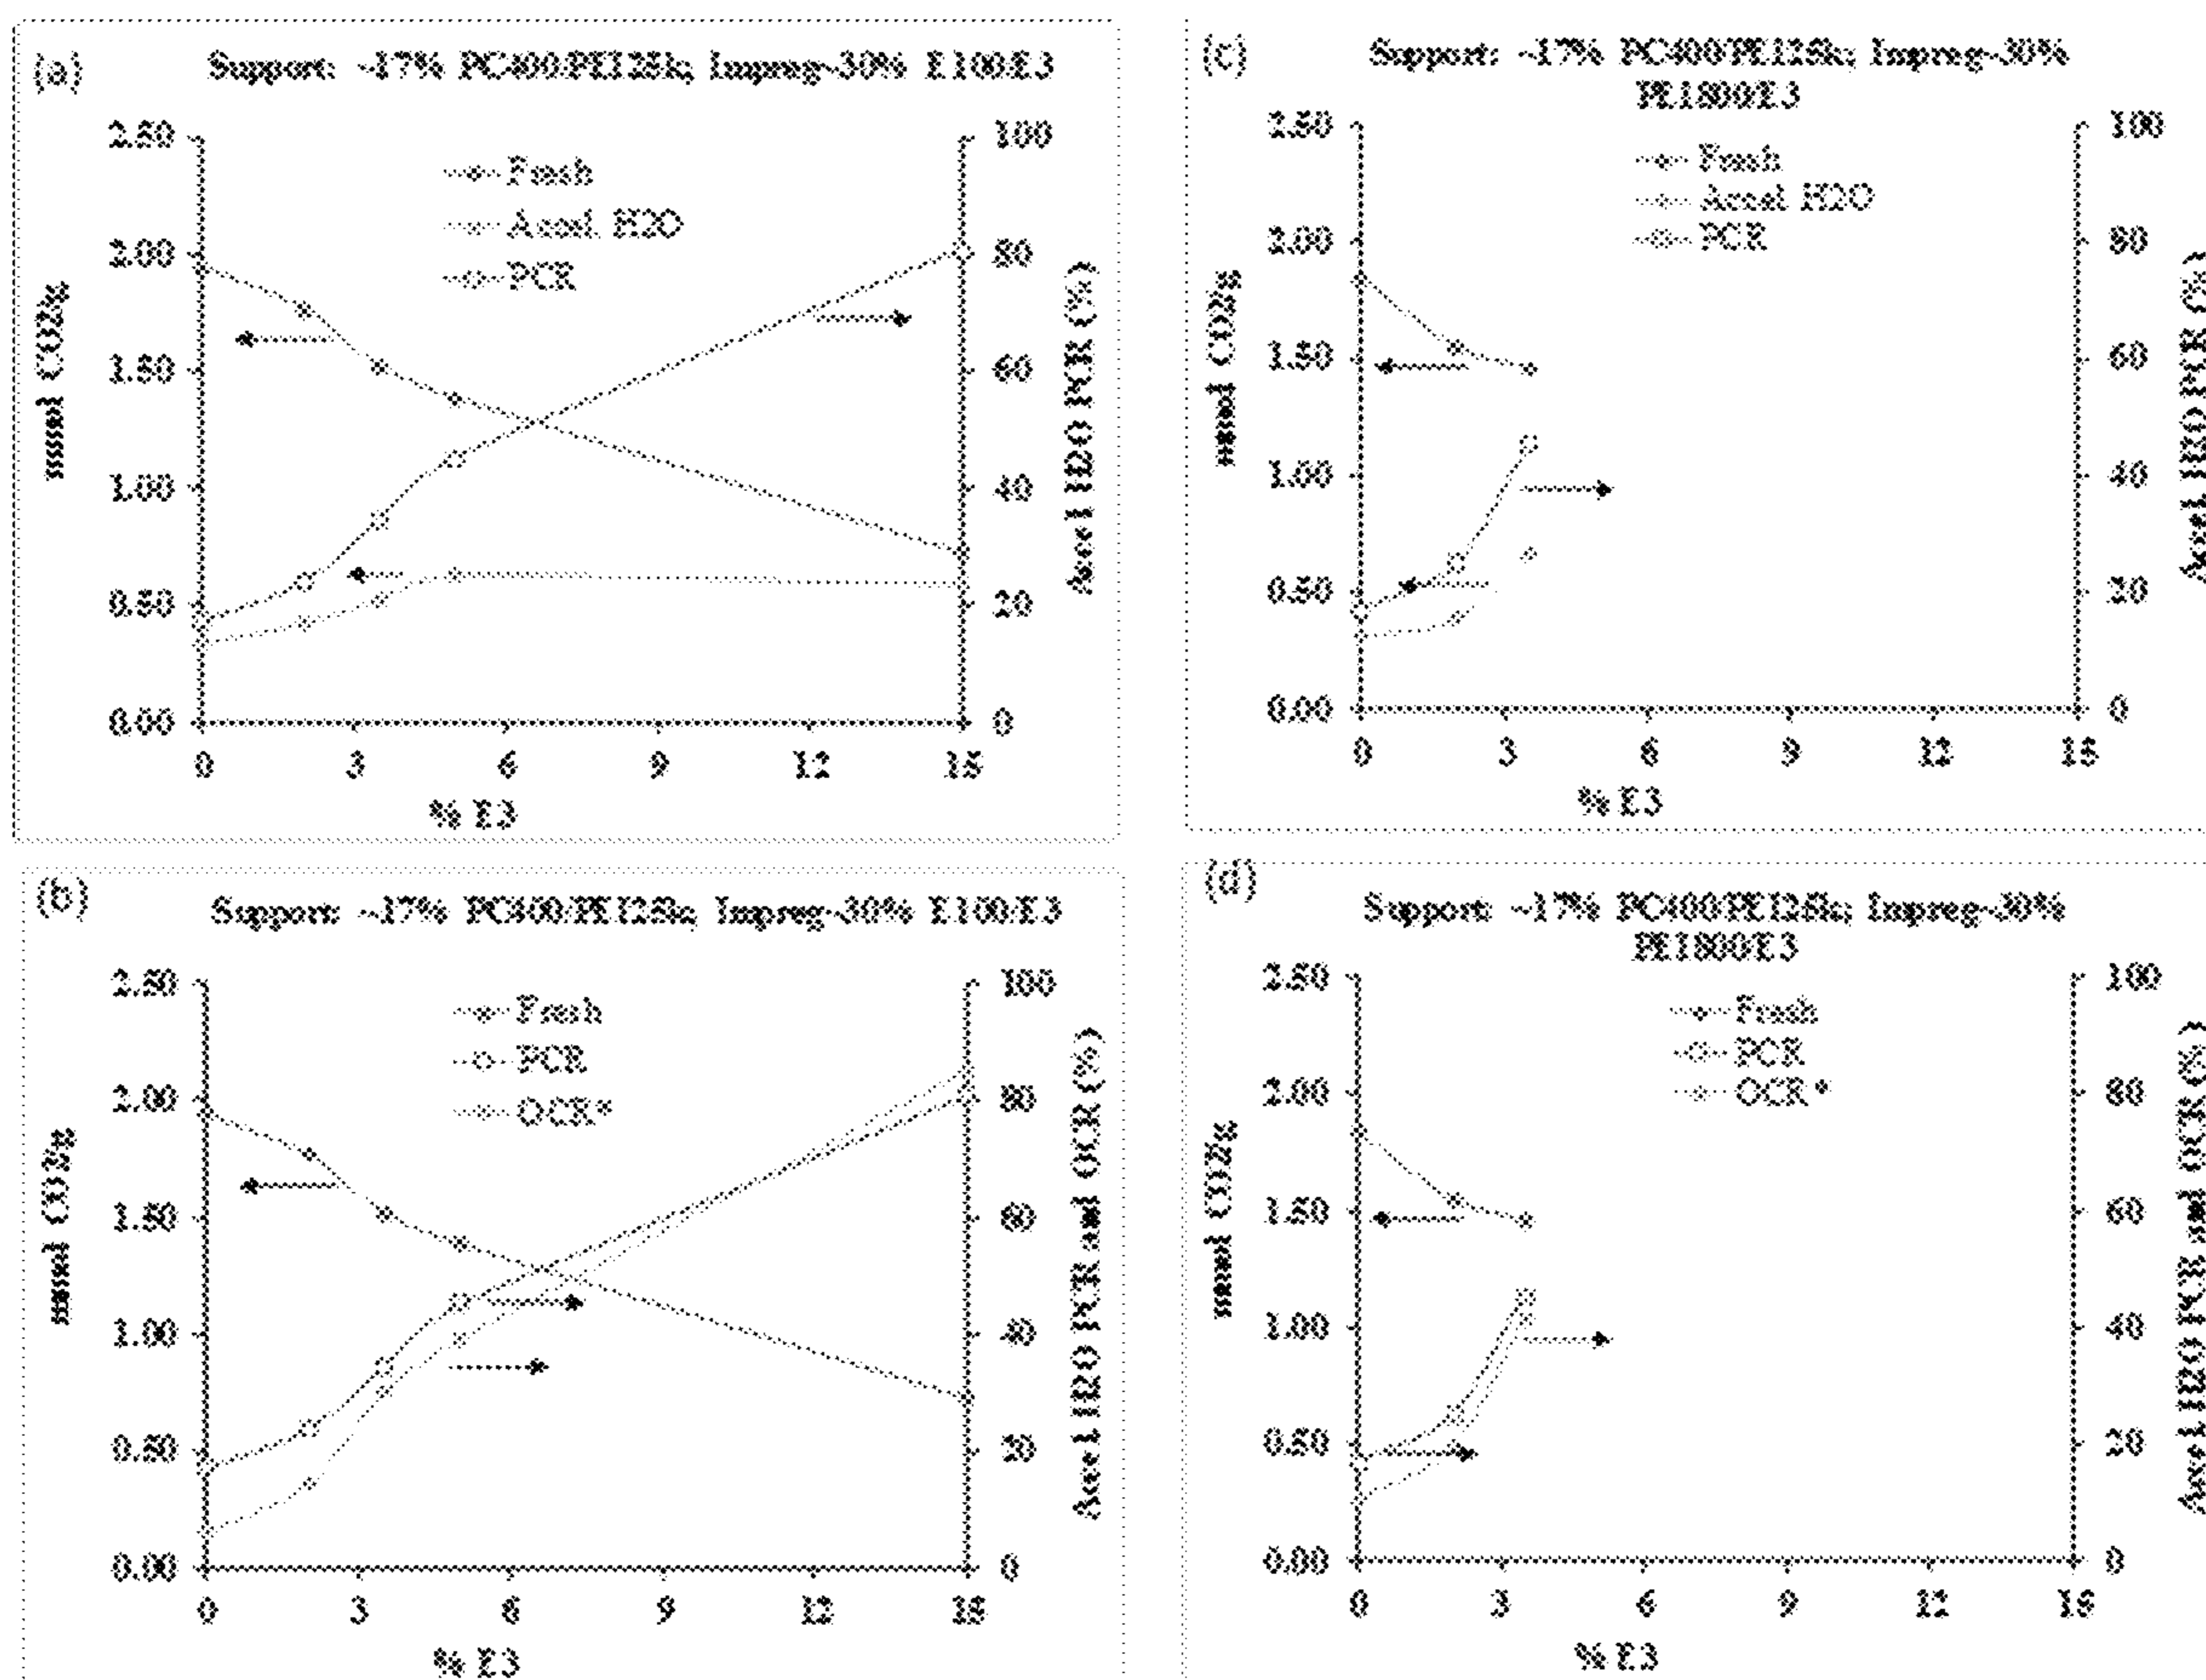 (a)
Support: ~17% PC400/PEI25k; Impreg-30% E100/E3
2.50
2.00
1.50
1.00
0.50
0.00
mmol CO2/g
Fresh
Accel. H2O
PCR
100
80
60
40
20
0
Accel H2O PCR (%)
0 3 6 9 12 15
% E3
(c)
Support: ~17% PC400/PEI25k; Impreg-30%
PEI800/E3
2.50
2.00
1.50
1.00
0.50
0.00
mmol CO2/g
Fresh
Accel H2O
PCR
100
80
60
40
20
0
Accel H2O PCR (%)
0 3 6 9 12 15
% E3
(b)
Support: ~17% PC400/PEI25k; Impreg-30% E100/E3
2.50
2.00
1.50
1.00
0.50
0.00
mmol CO2/g
Fresh
PCR
OCR*
100
80
60
40
20
0
Accel H2O PCR and OCR (%)
0 3 6 9 12 15
% E3
(d)
Support: ~17% PC400/PEI25k; Impreg-30%
PEI800/E3
2.50
2.00
1.50
1.00
0.50
0.00
mmol CO2/g
Fresh
PCR
OCR*
100
80
60
40
20
0
Accel H2O PCR and OCR (%)
0 3 6 9 12 15
% E3